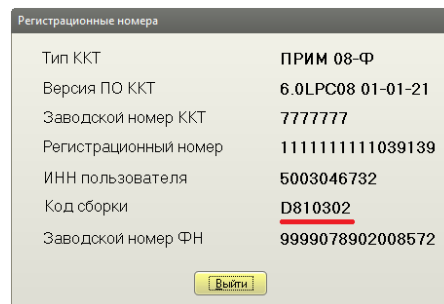 Регистрационные номера
Тип ККТ ПРИМ 08-Ф
Версия ПО ККТ 6.0LPC08 01-01-21
Заводской номер ККТ 7777777
Регистрационный номер 1111111111039139
ИНН пользователя 5003046732
Код сборки D810302
Заводской номер ФН 9999078902008572
Выйти